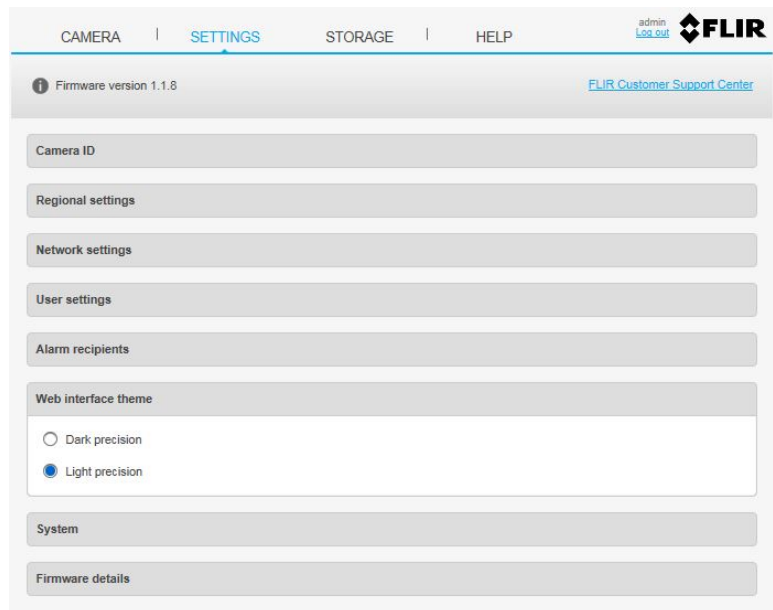 CAMERA | SETTINGS STORAGE | HELP
admin
Log out
FLIR
Firmware version 1.1.8 FLIR Customer Support Center
Camera ID
Regional settings
Network settings
User settings
Alarm recipients
Web interface theme
Dark precision
Light precision
System
Firmware details